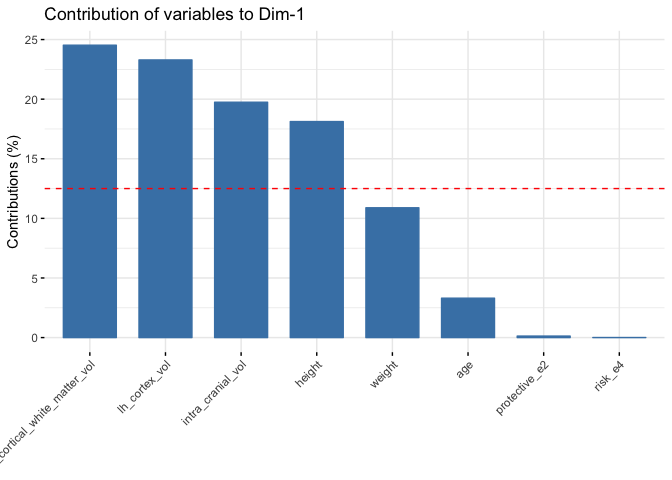 Contribution of variables to Dim-1
Contributions (%)
25
20
15
10
5
0
_cortical_white_matter_vol
lh_cortex_vol
intra_cranial_vol
height
weight
age
protective_e2
risk_e4